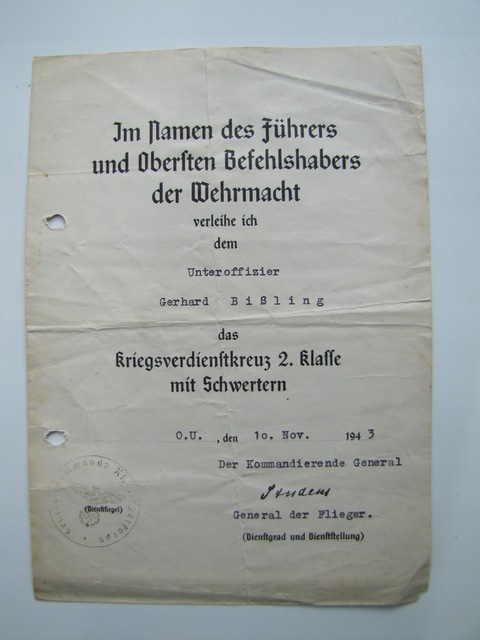 Im Namen des Führers
und Obersten Befehlshabers
der Wehrmacht
verleihe ich
dem
Unteroffizier
Gerhard Bißling
das
Kriegsverdienstkreuz 2. Klasse
mit Schwertern
O.U. , den 10. Nov. 1943
Der Kommandierende General
Student
General der Flieger.
(Dienstgrad und Dienststellung)
(Dienstsiegel)